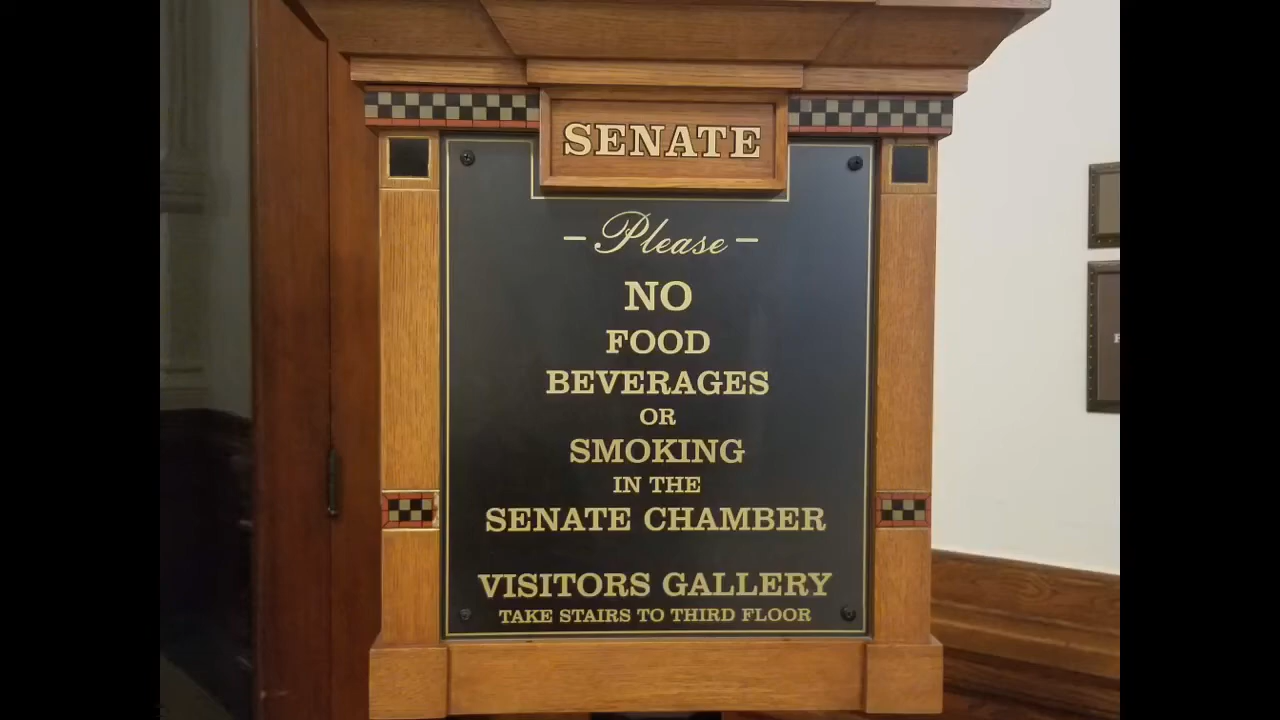 SENATE
- Please -
NO
FOOD
BEVERAGES
OR
SMOKING
IN THE
SENATE CHAMBER
VISITORS GALLERY
TAKE STAIRS TO THIRD FLOOR